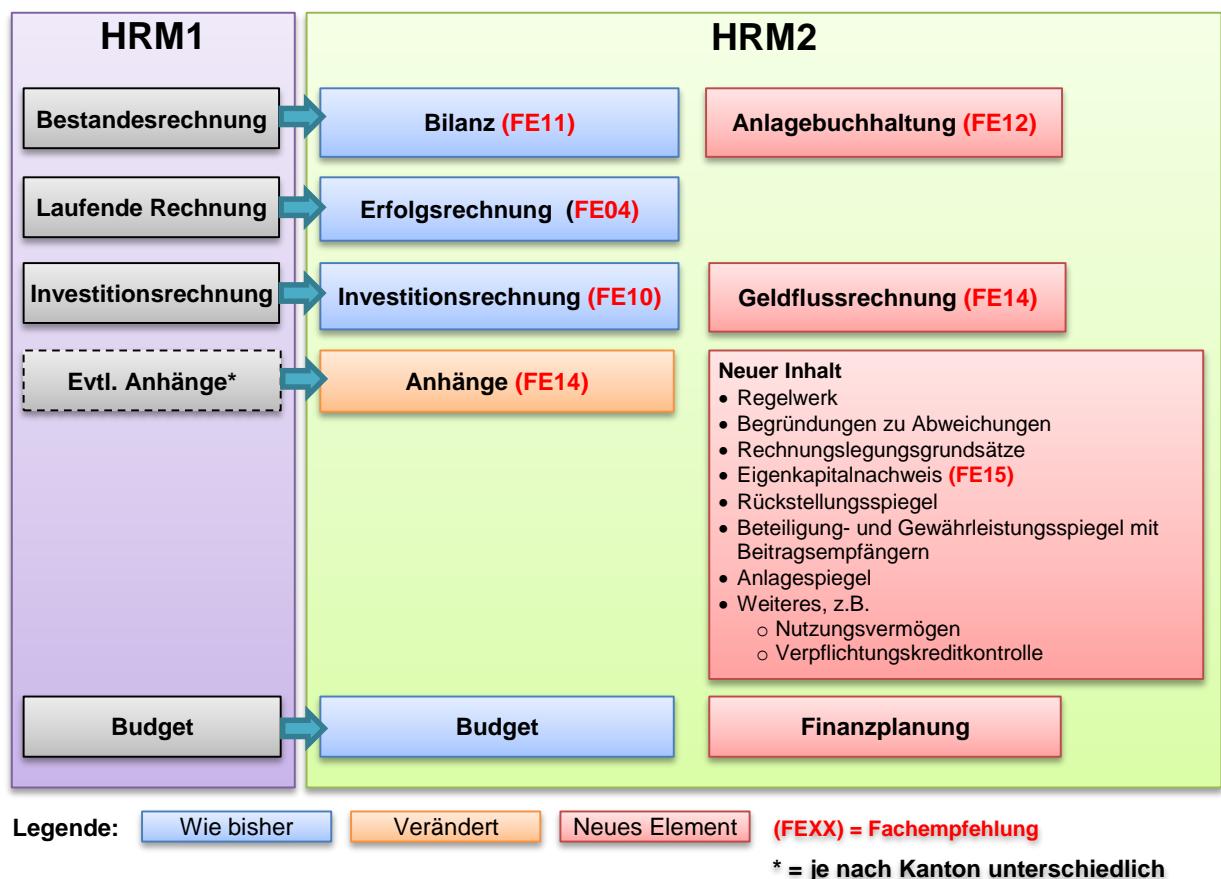 HRM1
HRM2
Bestandesrechnung
Bilanz (FE11)
Anlagebuchhaltung (FE12)
Laufende Rechnung
Erfolgsrechnung (FE04)
Investitionsrechnung
Investitionsrechnung (FE10)
Geldflussrechnung (FE14)
Evtl. Anhänge*
Anhänge (FE14)
Neuer Inhalt
• Regelwerk
• Begründungen zu Abweichungen
• Rechnungslegungsgrundsätze
• Eigenkapitalnachweis (FE15)
• Rückstellungsspiegel
• Beteiligung- und Gewährleistungsspiegel mit
Beitragsempfängern
• Anlagespiegel
• Weiteres, z.B.
o Nutzungsvermögen
o Verpflichtungskreditkontrolle
Budget
Budget
Finanzplanung
Legende:
Wie bisher
Verändert
Neues Element
(FEXX) = Fachempfehlung
* = je nach Kanton unterschiedlich